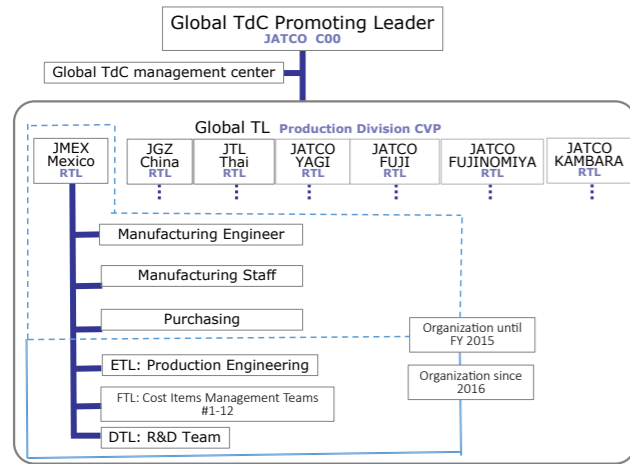 Global TdC Promoting Leader
JATCO C00
Global TdC management center
Global TL Production Division CVP
JMEX
Mexico
RTL
JGZ
China
RTL
JTL
Thai
RTL
JATCO
YAGI
RTL
JATCO
FUJI
RTL
JATCO
FUJINOMIYA
RTL
JATCO
KAMBARA
RTL
Manufacturing Engineer
Manufacturing Staff
Purchasing
Organization until
FY 2015
ETL: Production Engineering
Organization since
2016
FTL: Cost Items Management Teams
#1-12
DTL: R&D Team